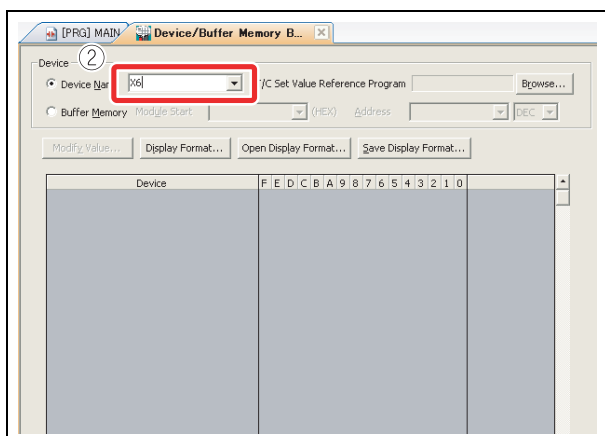 [PRG] MAIN Device/Buffer Memory B...
Device
②
Device Nar X6 /C Set Value Reference Program Browse...
Buffer Memory Module Start (HEX) Address DEC
Modify Value... Display Format... Open Display Format... Save Display Format...
Device F E D C B A 9 8 7 6 5 4 3 2 1 0